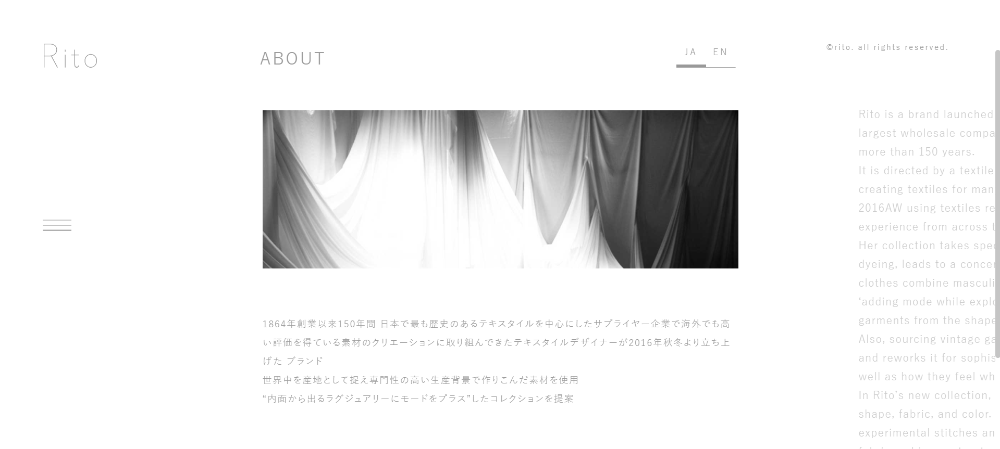 Rito
ABOUT
JA EN
©rito. all rights reserved.
1864年創業以来150年間 日本で最も歴史のあるテキスタイルを中心にしたサプライヤー企業で海外でも高
い評価を得ている素材のクリエーションに取り組んできたテキスタイルデザイナーが2016年秋冬より立ち上
げた ブランド
世界中を産地として捉え専門性の高い生産背景で作りこんだ素材を使用
“内面から出るラグジュアリーにモードをプラス”したコレクションを提案
Rito is a brand launched
largest wholesale
more than 150 years.
It is directed by a textile
creating textiles for
2016AW using textiles
experience from across
Her collection takes
dyeing, leads to a
clothes combine
‘adding mode while
garments from the shape
Also, sourcing vintage
and reworks it for
well as how they feel
In Rito’s new collection,
shape, fabric, and color.
experimental stitches